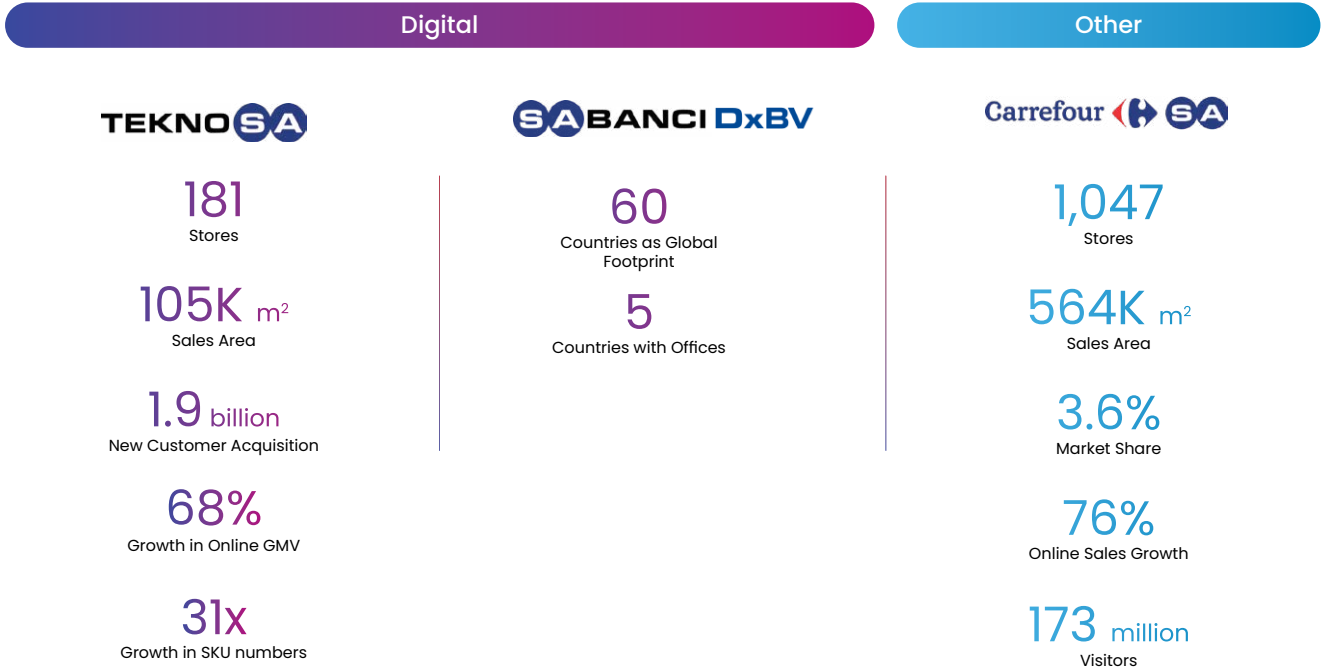 Digital
TEKNOSA
181
Stores
105K m²
Sales Area
1.9 billion
New Customer Acquisition
68%
Growth in Online GMV
31x
Growth in SKU numbers
SABANCI DxBV
60
Countries as Global
Footprint
5
Countries with Offices
Other
Carrefour SA
1,047
Stores
564K m²
Sales Area
3.6%
Market Share
76%
Online Sales Growth
173 million
Visitors